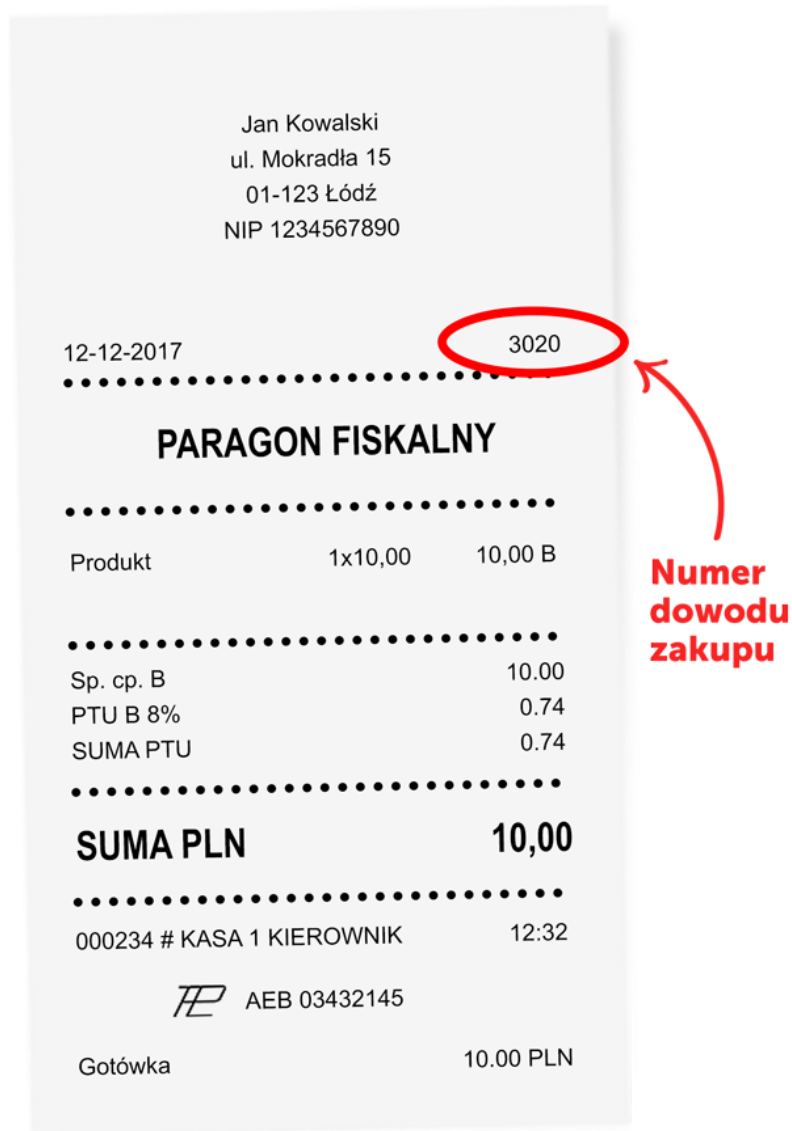 Jan Kowalski
ul. Mokradła 15
01-123 Łódź
NIP 1234567890
12-12-2017 3020
PARAGON FISKALNY
Produkt 1x10,00 10,00 B
Sp. cp. B 10.00
PTU B 8% 0.74
SUMA PTU 0.74
SUMA PLN 10,00
000234 # KASA 1 KIEROWNIK 12:32
AEB 03432145
Gotówka 10.00 PLN
Numer
dowodu
zakupu